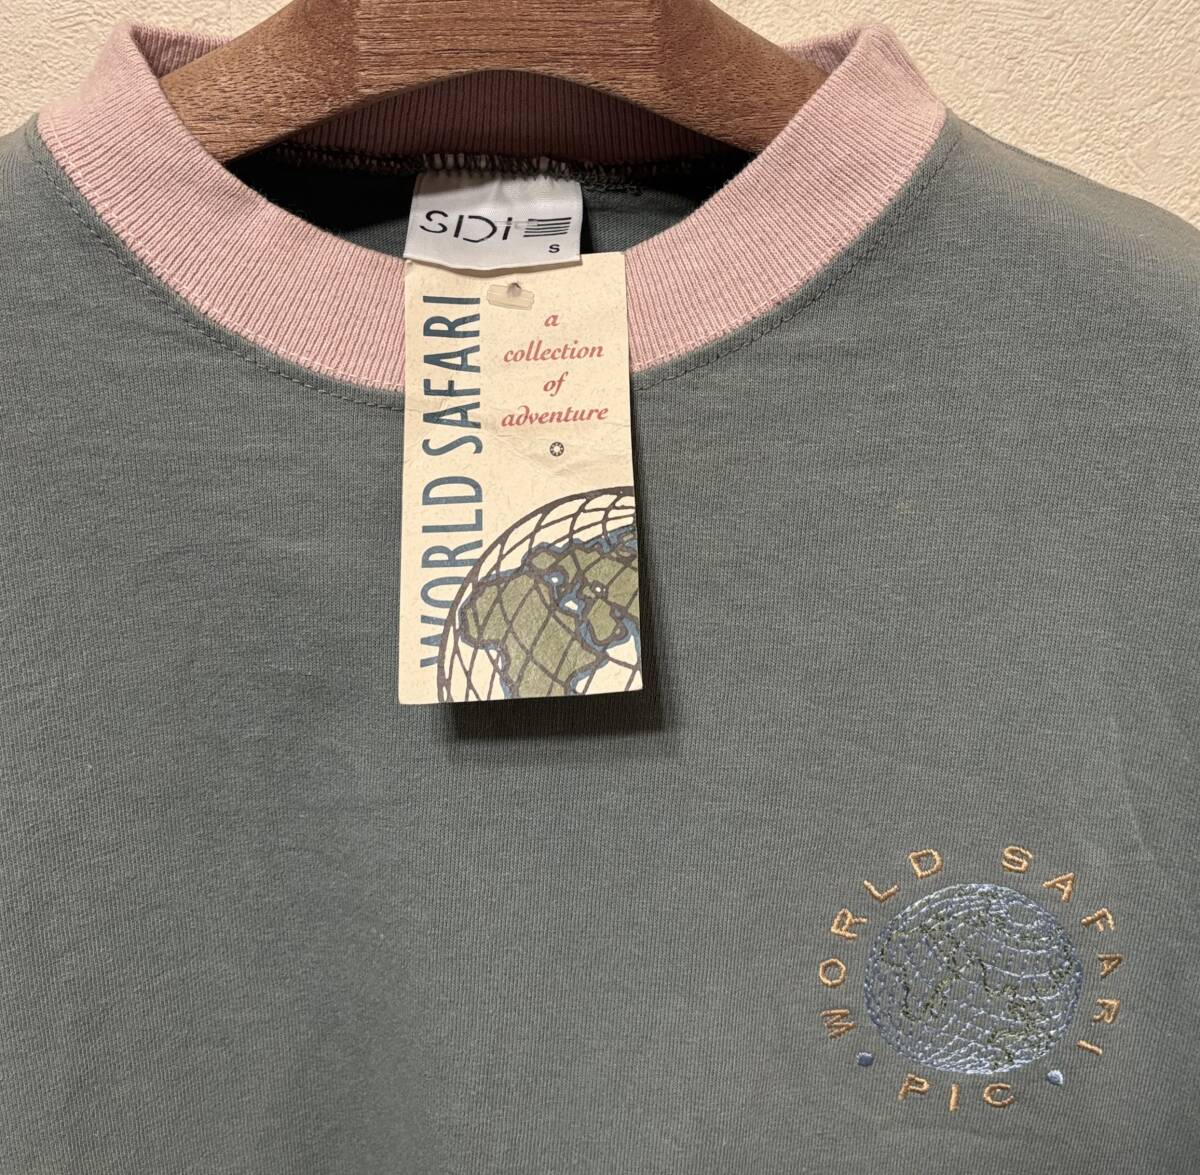 SIDI
S
WORLD SAFARI
a
collection
of
adventure
WORLD SAFARI
PIC